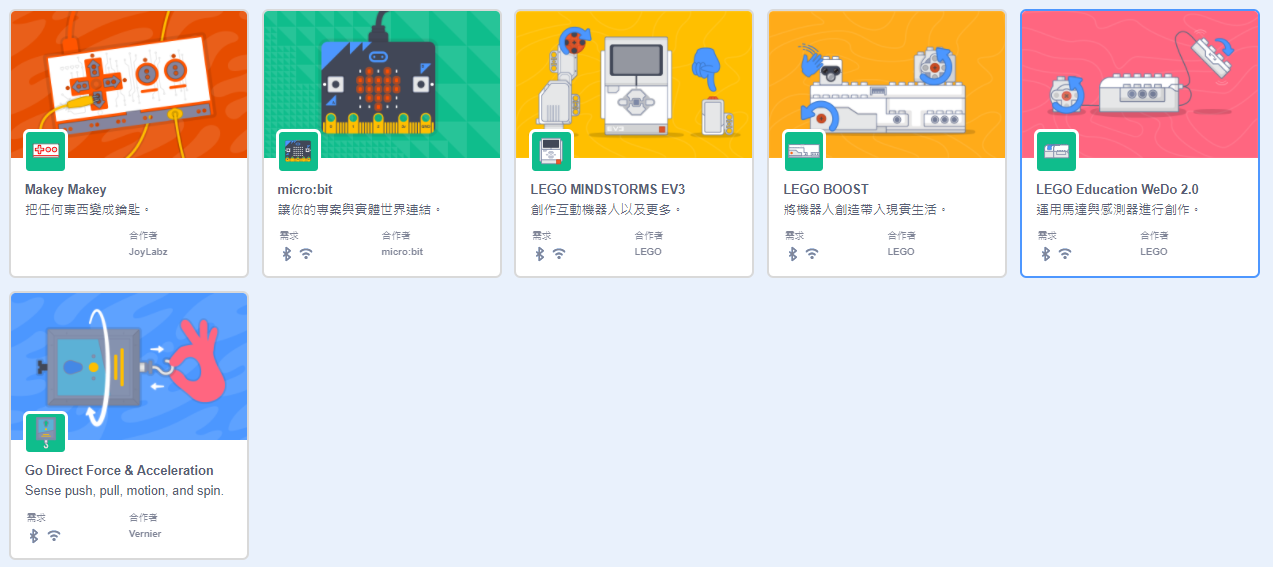 Makey Makey
把任何東西變成鑰匙。
合作者
JoyLabz
micro:bit
讓你的專案與實體世界連結。
需求
合作者
micro:bit
EV3
LEGO MINDSTORMS EV3
創作互動機器人以及更多。
需求
合作者
LEGO
LEGO BOOST
將機器人創造帶入現實生活。
需求
合作者
LEGO
LEGO Education WeDo 2.0
運用馬達與感測器進行創作。
需求
合作者
LEGO
Go Direct Force & Acceleration
Sense push, pull, motion, and spin.
需求
合作者
Vernier